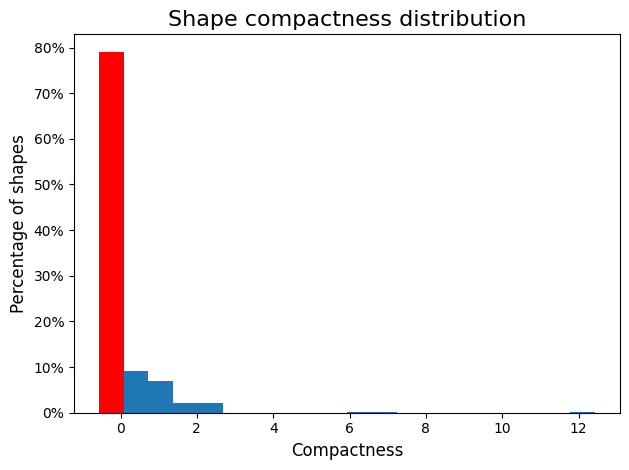 Shape compactness distribution
80%
70%
60%
50%
40%
30%
20%
10%
0%
Percentage of shapes
0 2 4 6 8 10 12
Compactness